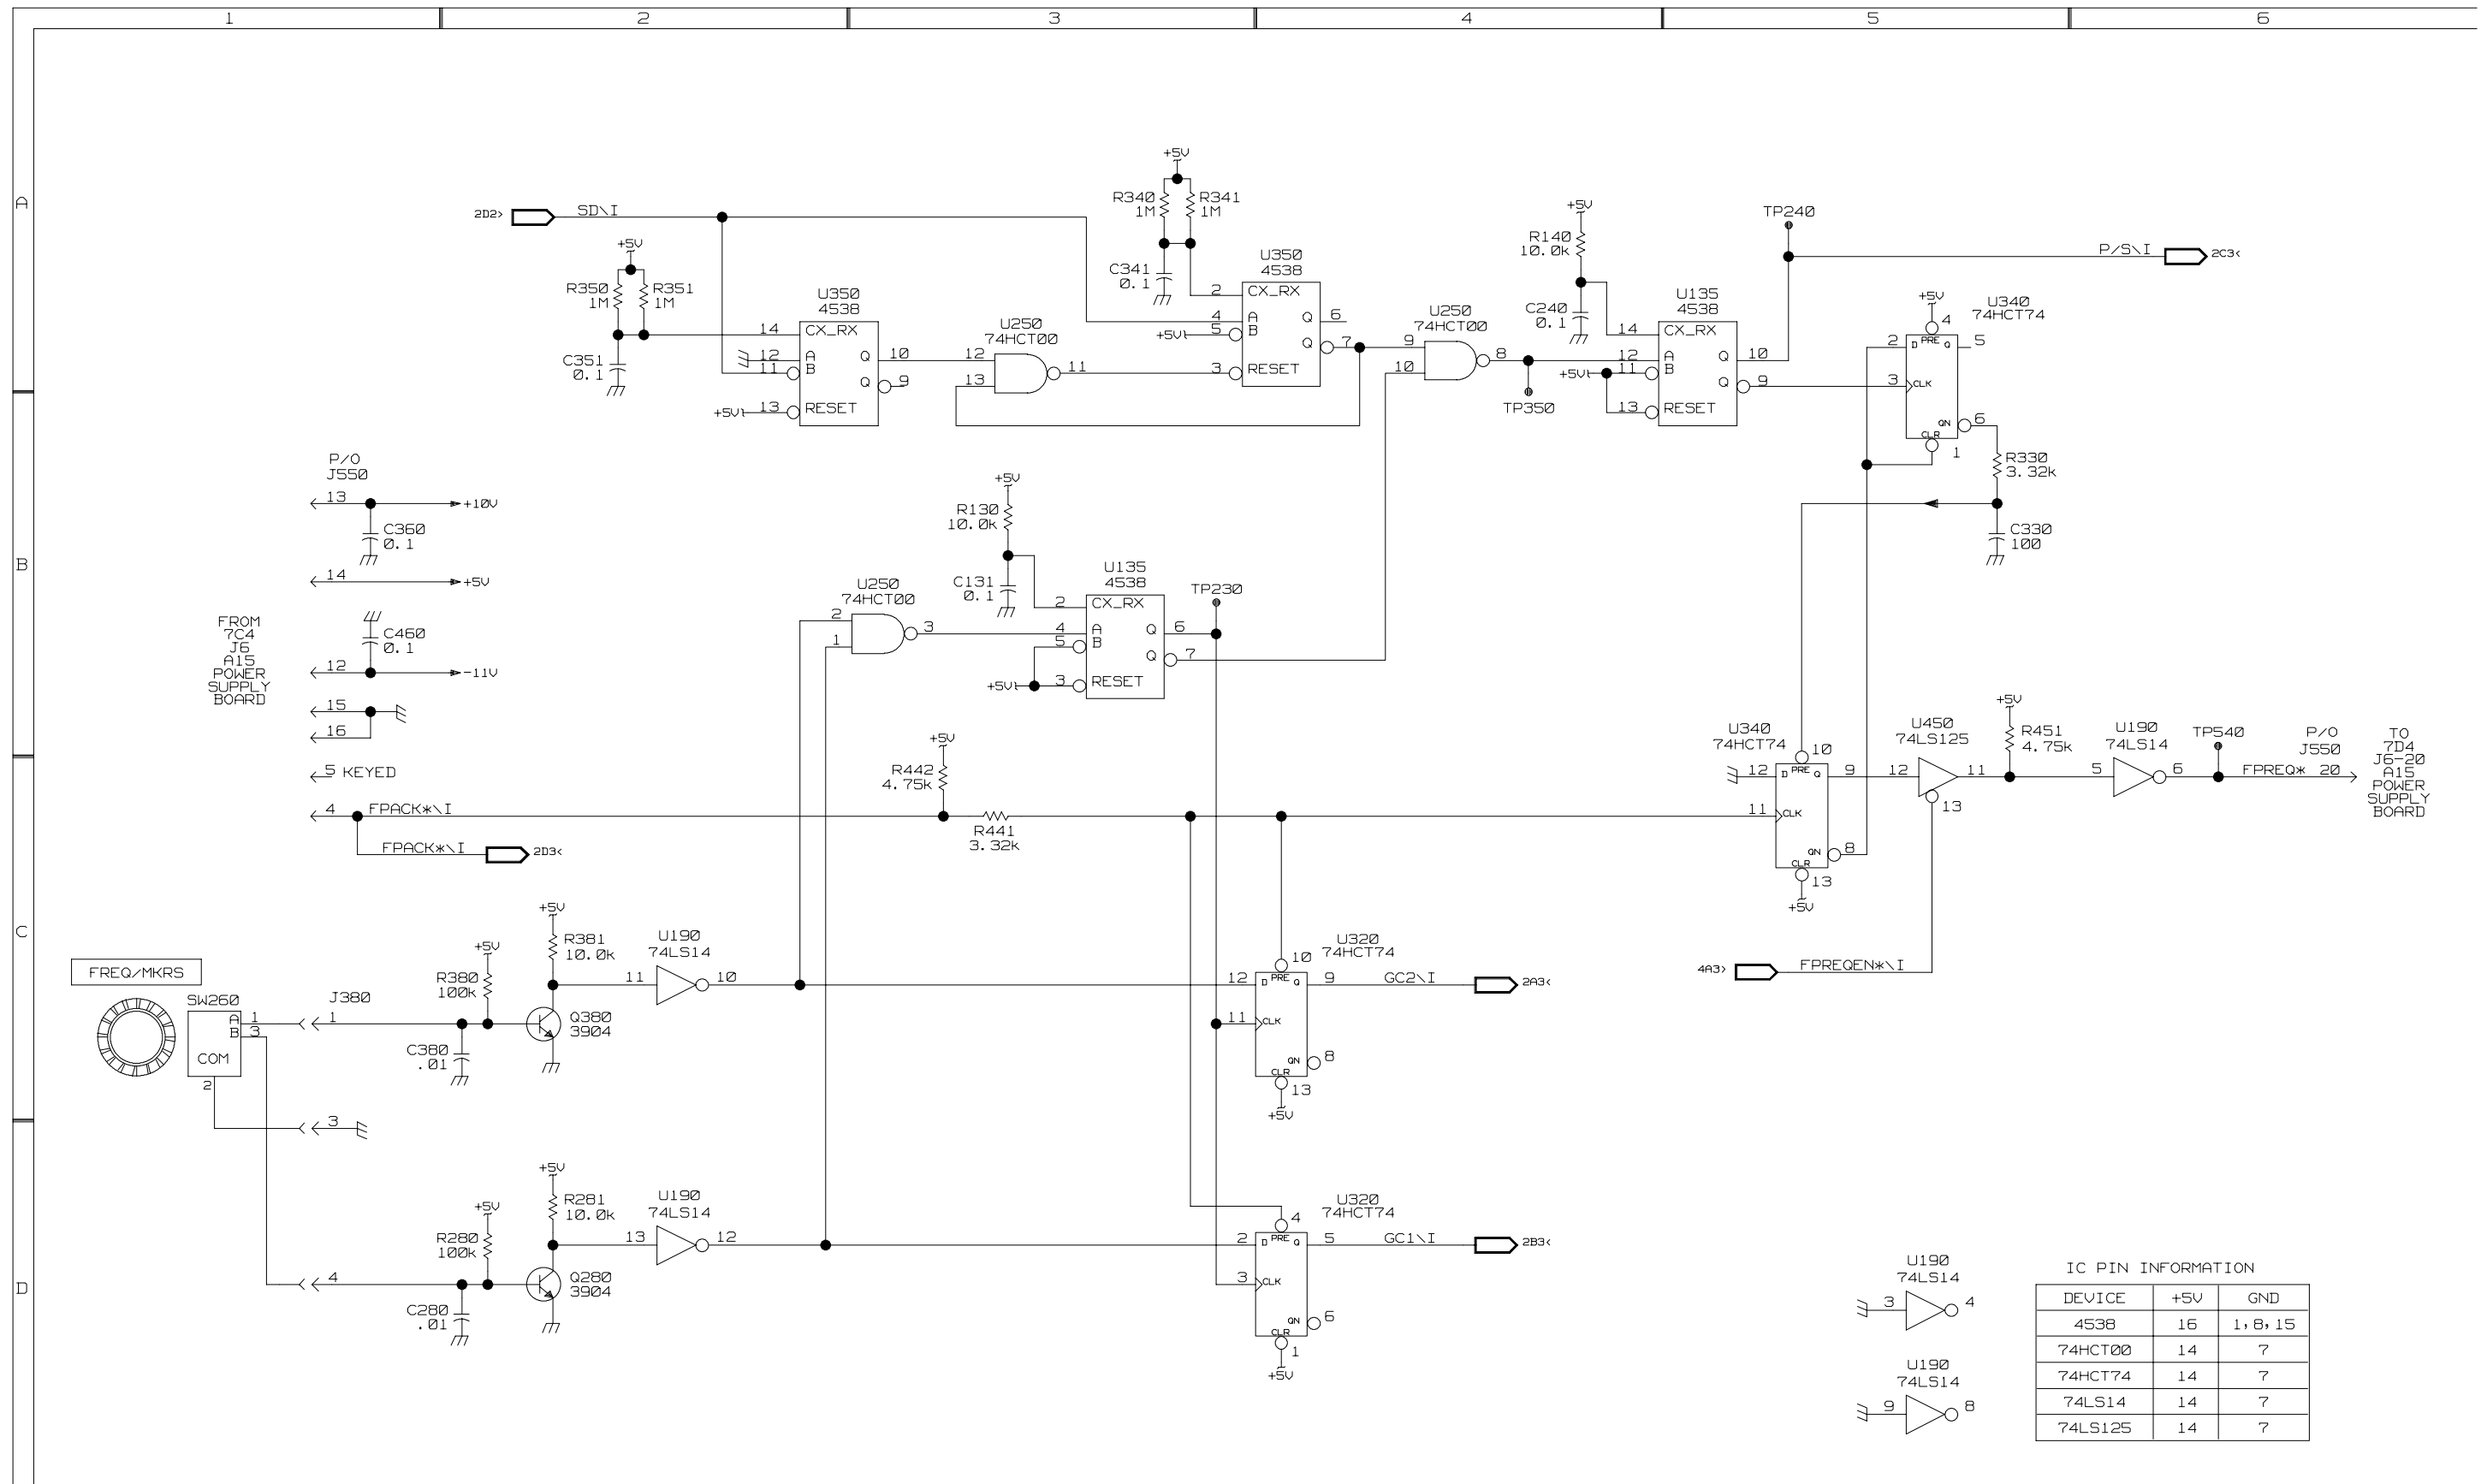 1 2 3 4 5 6
A
B
C
D
2D2> SD\I
+5V
R350
1M
R351
1M
C351
0.1
U350
4538
14 CX_RX
12 A Q 10
11 B
Q 9
+5V 13 RESET
U250
74HCT00
12
13
11
+5V
R340
1M
R341
1M
C341
0.1
U350
4538
2 CX_RX
4 A Q 6
+5V 5 B
Q 7
3 RESET
U250
74HCT00
9
10
8
TP350
+5V
R140
10.0k
C240
0.1
U135
4538
14 CX_RX
12 A Q 10
+5V 11 B
Q 9
13 RESET
TP240
P/S\I 2C3<
+5V
U340
74HCT74
4
2 D PRE Q 5
3 CLK
QN 6
CLR
1
R330
3.32k
C330
100
P/O
J550
13 +10V
C360
0.1
14 +5V
C460
0.1
12 -11V
15
16
5 KEYED
4 FPACK*\I
FPACK*\I 2D3<
FROM
7C4
J6
A15
POWER
SUPPLY
BOARD
+5V
R130
10.0k
C131
0.1
U250
74HCT00
2
1
3
U135
4538
2 CX_RX
4 A Q 6
5 B
Q 7
+5V 3 RESET
TP230
+5V
R442
4.75k
R441
3.32k
U340
74HCT74
10
12 D PRE Q 9
11 CLK
QN 8
CLR
13
+5V
U450
74LS125
12 11
13
+5V
R451
4.75k
U190
74LS14
5 6
TP540
P/O
J550
FPREQ* 20
TO
7D4
J6-20
A15
POWER
SUPPLY
BOARD
4A3> FPREQEN*\I
FREQ/MKRS
SW260
A 1
B 3
COM
2
J380
1
3
4
+5V
R380
100k
C380
.01
+5V
R381
10.0k
Q380
3904
U190
74LS14
11 10
U320
74HCT74
10
12 D PRE Q 9
11 CLK
QN 8
CLR
13
+5V
GC2\I 2A3<
+5V
R280
100k
C280
.01
+5V
R281
10.0k
Q280
3904
U190
74LS14
13 12
U320
74HCT74
4
2 D PRE Q 5
3 CLK
QN 6
CLR
1
+5V
GC1\I 2B3<
U190
74LS14
3 4
U190
74LS14
9 8
IC PIN INFORMATION
DEVICE +5V GND
4538 16 1,8,15
74HCT00 14 7
74HCT74 14 7
74LS14 14 7
74LS125 14 7